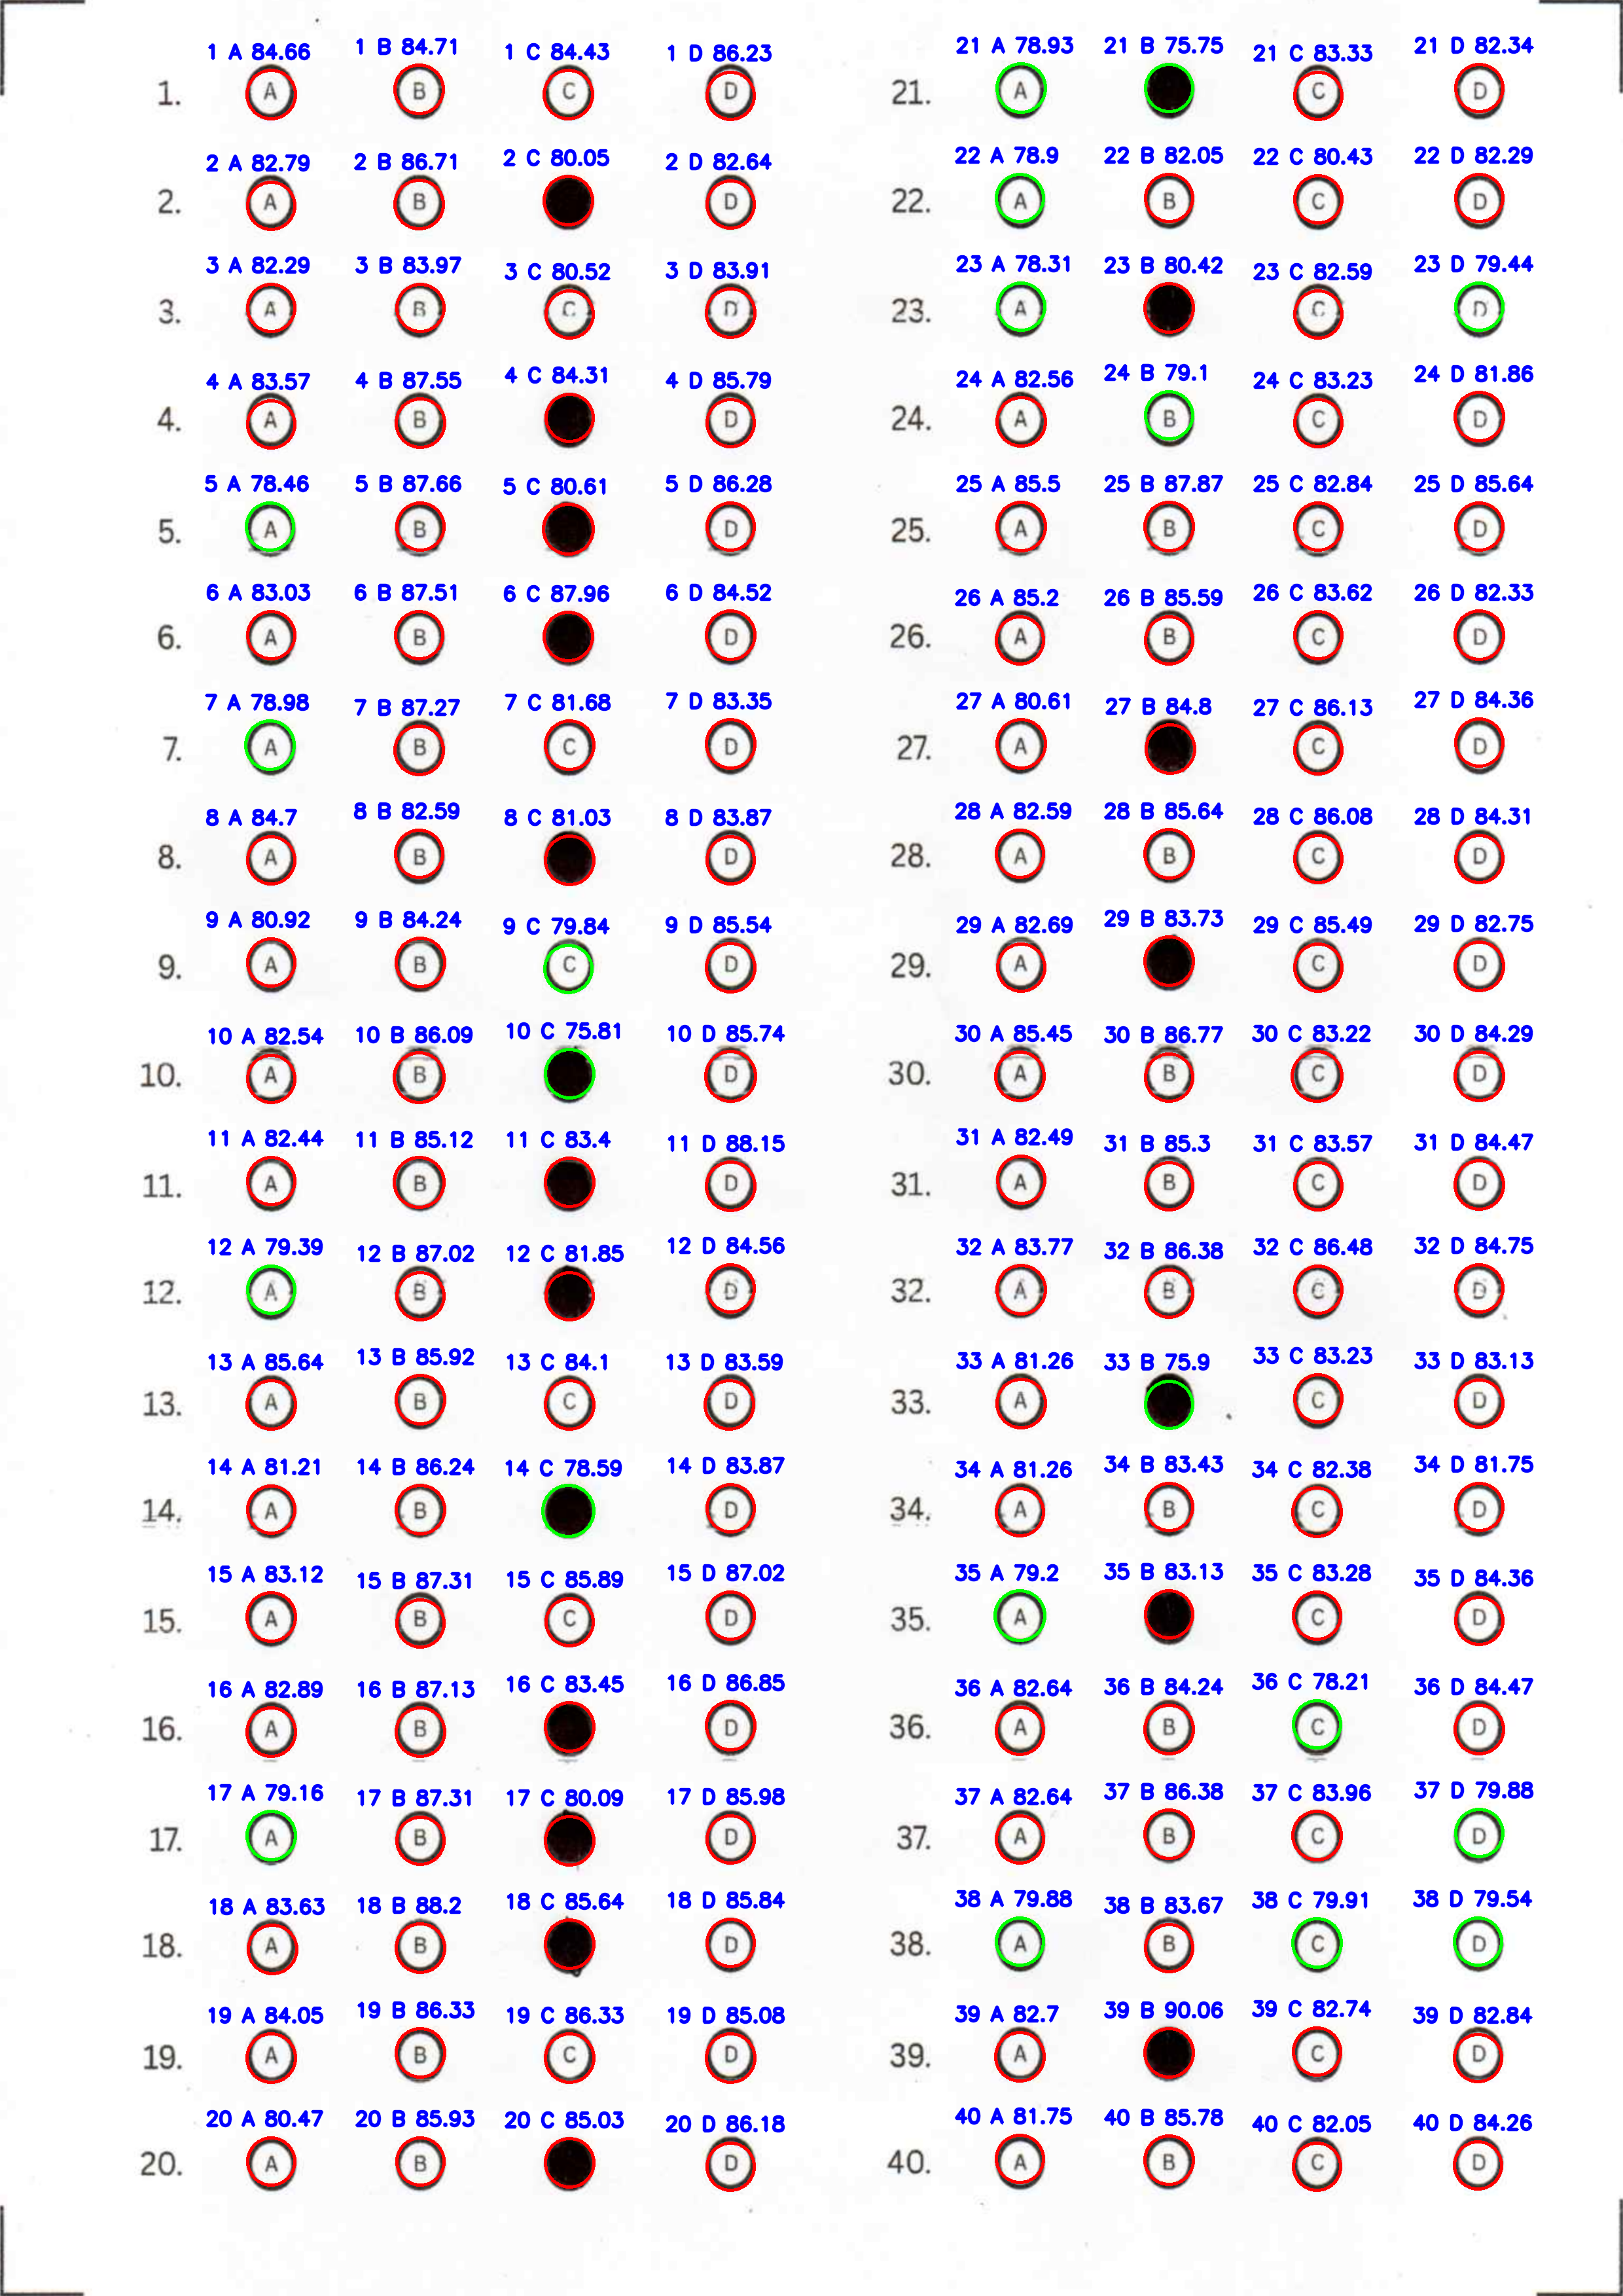 1 A 84.66 1 B 84.71 1 C 84.43 1 D 86.23
1. A B C D
2 A 82.79 2 B 86.71 2 C 80.05 2 D 82.64
2. A B D
3 A 82.29 3 B 83.97 3 C 80.52 3 D 83.91
3. A B C D
4 A 83.57 4 B 87.55 4 C 84.31 4 D 85.79
4. A B D
5 A 78.46 5 B 87.66 5 C 80.61 5 D 86.28
5. A B D
6 A 83.03 6 B 87.51 6 C 87.96 6 D 84.52
6. A B D
7 A 78.98 7 B 87.27 7 C 81.68 7 D 83.35
7. A B C D
8 A 84.7 8 B 82.59 8 C 81.03 8 D 83.87
8. A B D
9 A 80.92 9 B 84.24 9 C 79.84 9 D 85.54
9. A B C D
10 A 82.54 10 B 86.09 10 C 75.81 10 D 85.74
10. A B D
11 A 82.44 11 B 85.12 11 C 83.4 11 D 88.15
11. A B D
12 A 79.39 12 B 87.02 12 C 81.85 12 D 84.56
12. A B D
13 A 85.64 13 B 85.92 13 C 84.1 13 D 83.59
13. A B C D
14 A 81.21 14 B 86.24 14 C 78.59 14 D 83.87
14. A B D
15 A 83.12 15 B 87.31 15 C 85.89 15 D 87.02
15. A B C D
16 A 82.89 16 B 87.13 16 C 83.45 16 D 86.85
16. A B D
17 A 79.16 17 B 87.31 17 C 80.09 17 D 85.98
17. A B D
18 A 83.63 18 B 88.2 18 C 85.64 18 D 85.84
18. A B D
19 A 84.05 19 B 86.33 19 C 86.33 19 D 85.08
19. A B C D
20 A 80.47 20 B 85.93 20 C 85.03 20 D 86.18
20. A B D
21 A 78.93 21 B 75.75 21 C 83.33 21 D 82.34
21. A C D
22 A 78.9 22 B 82.05 22 C 80.43 22 D 82.29
22. A B C D
23 A 78.31 23 B 80.42 23 C 82.59 23 D 79.44
23. A C D
24 A 82.56 24 B 79.1 24 C 83.23 24 D 81.86
24. A B C D
25 A 85.5 25 B 87.87 25 C 82.84 25 D 85.64
25. A B C D
26 A 85.2 26 B 85.59 26 C 83.62 26 D 82.33
26. A B C D
27 A 80.61 27 B 84.8 27 C 86.13 27 D 84.36
27. A C D
28 A 82.59 28 B 85.64 28 C 86.08 28 D 84.31
28. A B C D
29 A 82.69 29 B 83.73 29 C 85.49 29 D 82.75
29. A C D
30 A 85.45 30 B 86.77 30 C 83.22 30 D 84.29
30. A B C D
31 A 82.49 31 B 85.3 31 C 83.57 31 D 84.47
31. A B C D
32 A 83.77 32 B 86.38 32 C 86.48 32 D 84.75
32. A B C D
33 A 81.26 33 B 75.9 33 C 83.23 33 D 83.13
33. A C D
34 A 81.26 34 B 83.43 34 C 82.38 34 D 81.75
34. A B C D
35 A 79.2 35 B 83.13 35 C 83.28 35 D 84.36
35. A C D
36 A 82.64 36 B 84.24 36 C 78.21 36 D 84.47
36. A B C D
37 A 82.64 37 B 86.38 37 C 83.96 37 D 79.88
37. A B C D
38 A 79.88 38 B 83.67 38 C 79.91 38 D 79.54
38. A B C D
39 A 82.7 39 B 90.06 39 C 82.74 39 D 82.84
39. A C D
40 A 81.75 40 B 85.78 40 C 82.05 40 D 84.26
40. A B C D